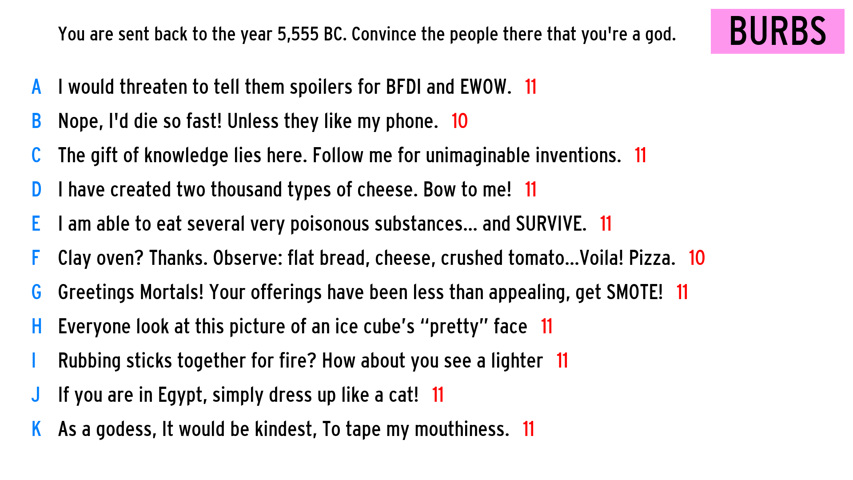 You are sent back to the year 5,555 BC. Convince the people there that you're a god.
BURBS
A I would threaten to tell them spoilers for BFDI and EWOW. 11
B Nope, I'd die so fast! Unless they like my phone. 10
C The gift of knowledge lies here. Follow me for unimaginable inventions. 11
D I have created two thousand types of cheese. Bow to me! 11
E I am able to eat several very poisonous substances... and SURVIVE. 11
F Clay oven? Thanks. Observe: flat bread, cheese, crushed tomato...Voila! Pizza. 10
G Greetings Mortals! Your offerings have been less than appealing, get SMOTE! 11
H Everyone look at this picture of an ice cube’s “pretty” face 11
I Rubbing sticks together for fire? How about you see a lighter 11
J If you are in Egypt, simply dress up like a cat! 11
K As a godess, It would be kindest, To tape my mouthiness. 11